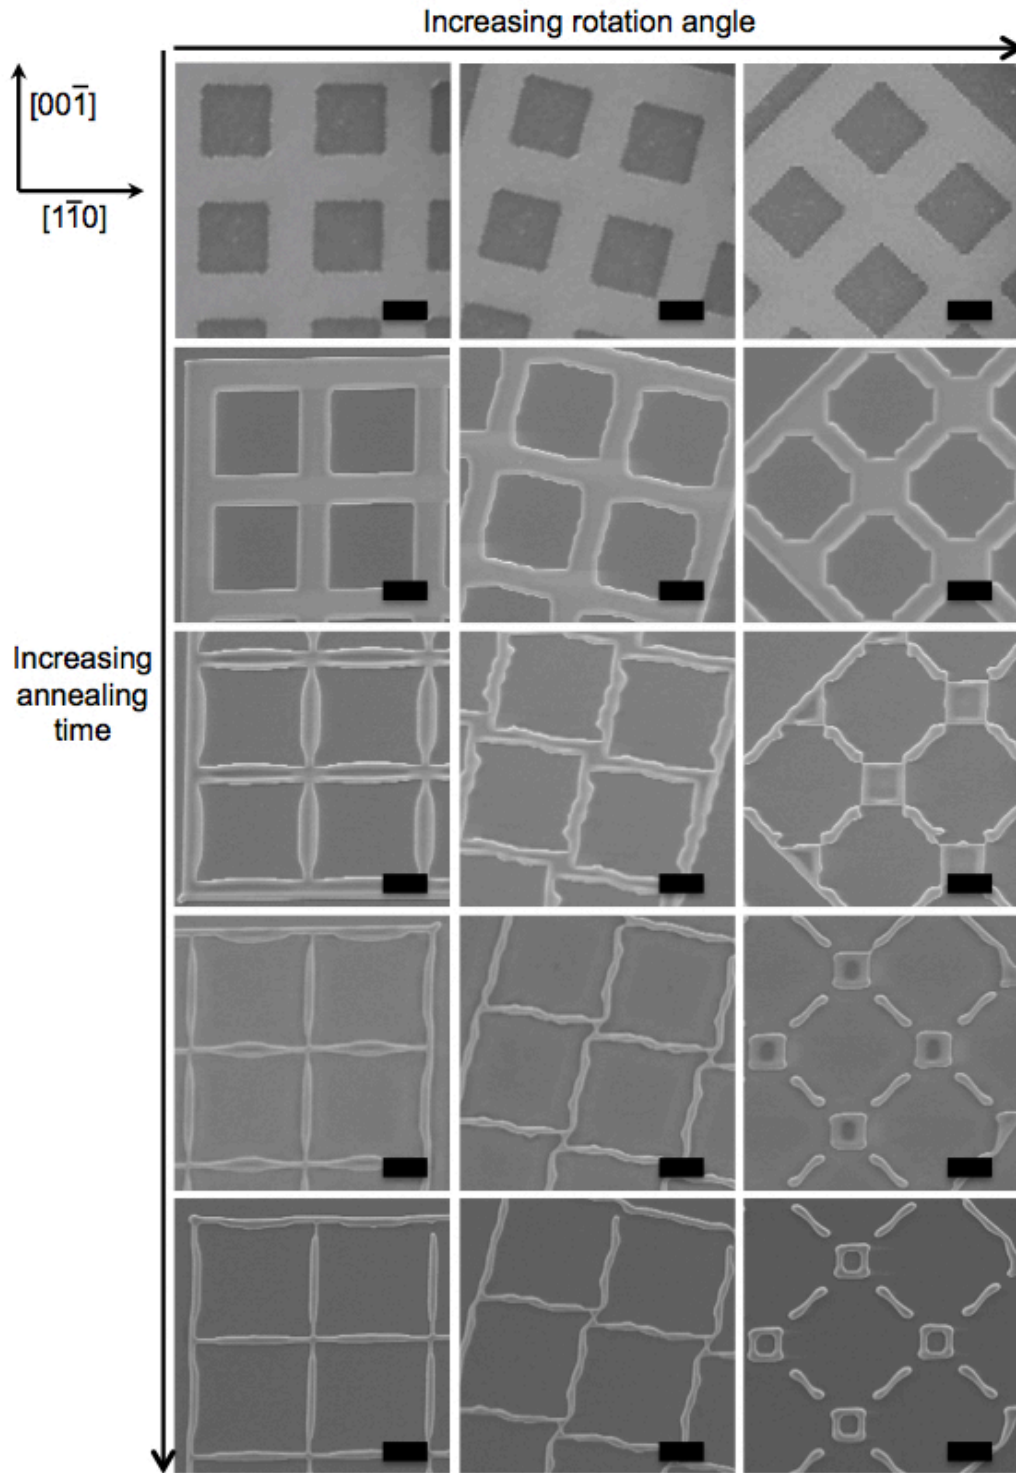 Increasing rotation angle
[001̄]
[11̄0]
Increasing
annealing
time